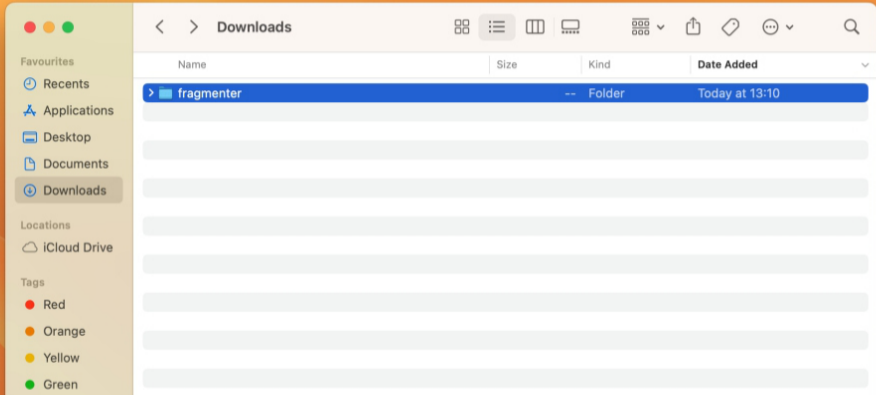 Downloads
Favourites
Recents
Applications
Desktop
Documents
Downloads
Locations
iCloud Drive
Tags
Red
Orange
Yellow
Green
Name Size Kind Date Added
fragmenter -- Folder Today at 13:10